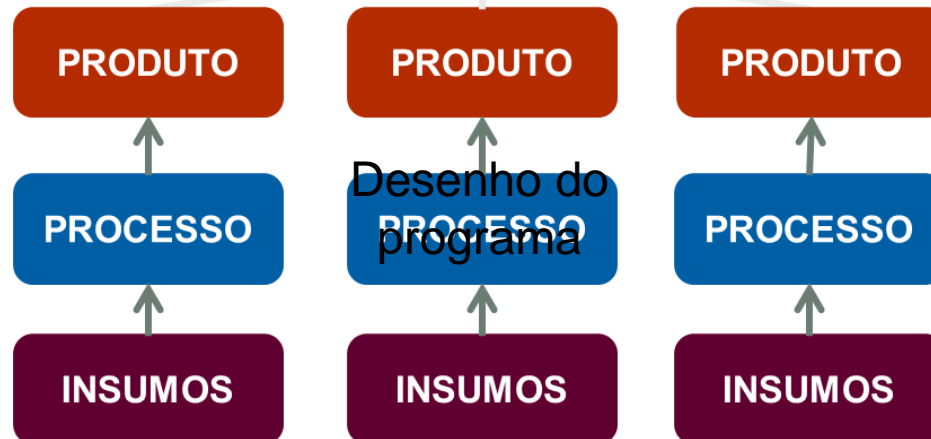 PRODUTO PRODUTO PRODUTO
Desenho do
PROCESSO PROCESSO PROCESSO
programa
INSUMOS INSUMOS INSUMOS